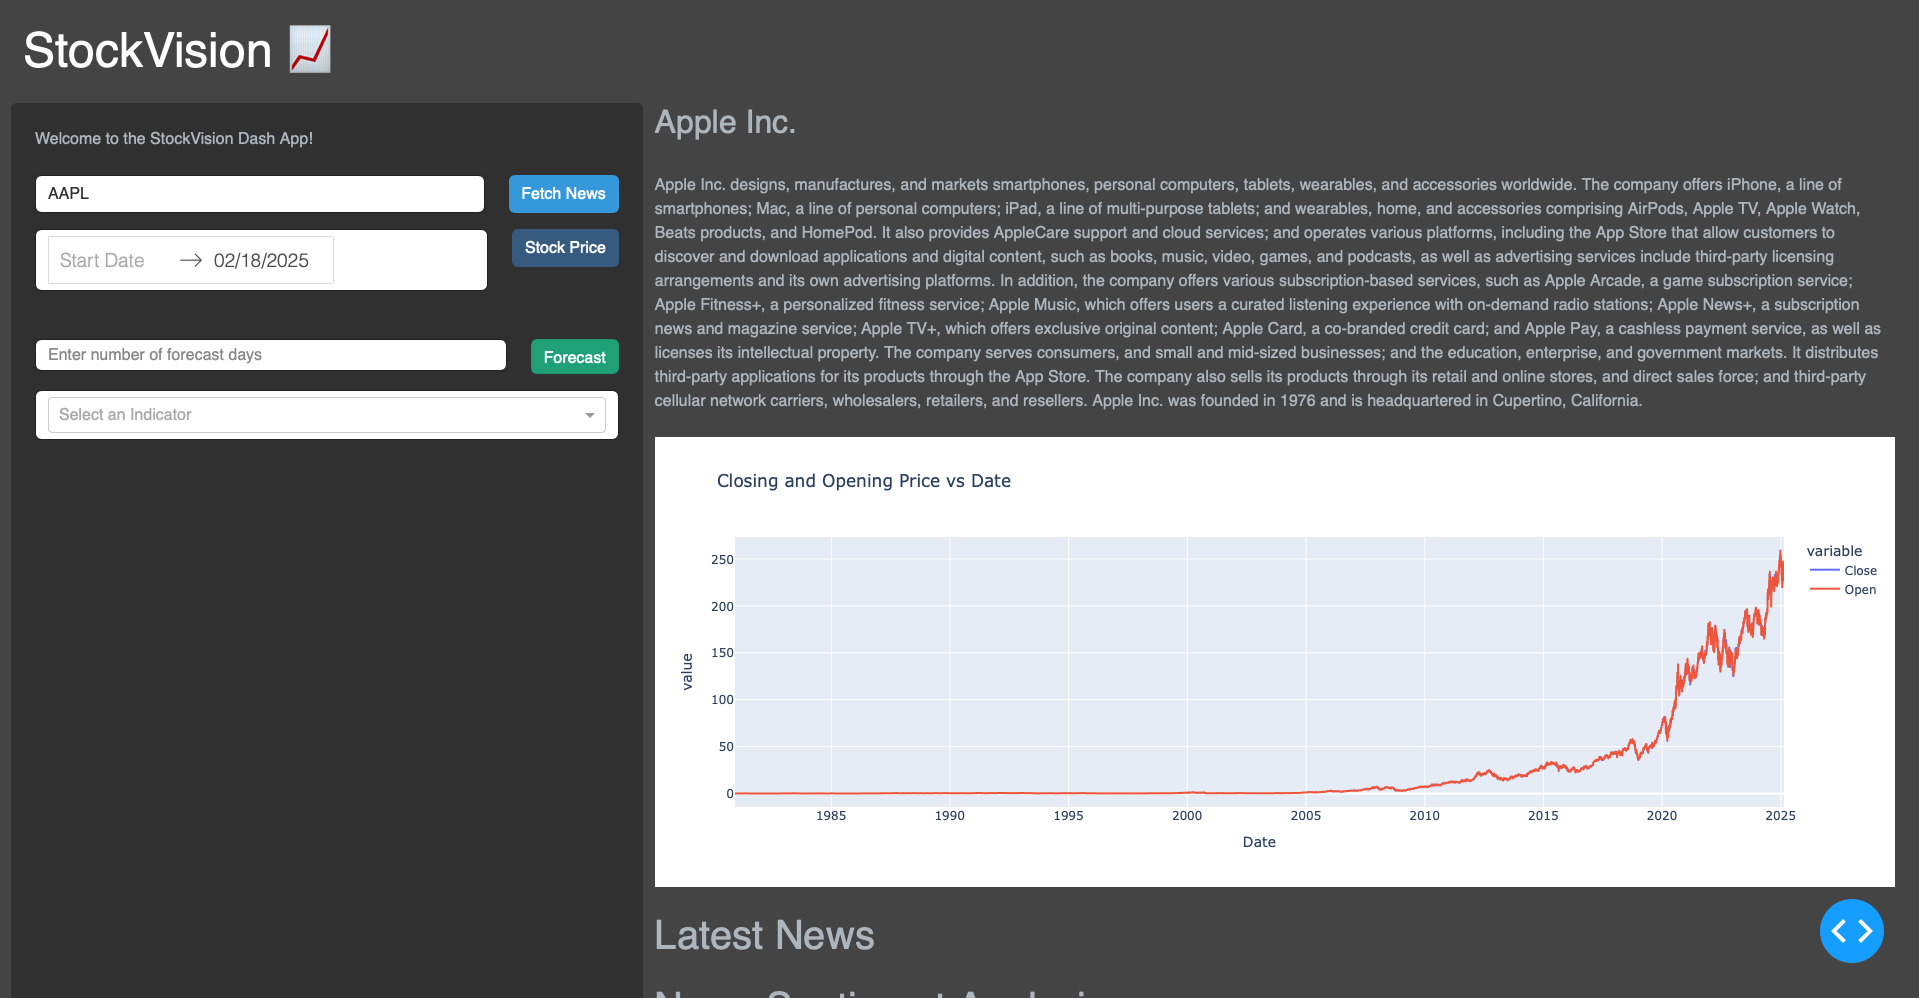 StockVision
Welcome to the StockVision Dash App!
AAPL
Fetch News
Start Date
02/18/2025
Stock Price
Enter number of forecast days
Forecast
Select an Indicator
Apple Inc.
Apple Inc. designs, manufactures, and markets smartphones, personal computers, tablets, wearables, and accessories worldwide. The company offers iPhone, a line of
smartphones; Mac, a line of personal computers; iPad, a line of multi-purpose tablets; and wearables, home, and accessories comprising AirPods, Apple TV, Apple Watch,
Beats products, and HomePod. It also provides AppleCare support and cloud services; and operates various platforms, including the App Store that allow customers to
discover and download applications and digital content, such as books, music, video, games, and podcasts, as well as advertising services include third-party licensing
arrangements and its own advertising platforms. In addition, the company offers various subscription-based services, such as Apple Arcade, a game subscription service;
Apple Fitness+, a personalized fitness service; Apple Music, which offers users a curated listening experience with on-demand radio stations; Apple News+, a subscription
news and magazine service; Apple TV+, which offers exclusive original content; Apple Card, a co-branded credit card; and Apple Pay, a cashless payment service, as well as
licenses its intellectual property. The company serves consumers, and small and mid-sized businesses; and the education, enterprise, and government markets. It distributes
third-party applications for its products through the App Store. The company also sells its products through its retail and online stores, and direct sales force; and third-party
cellular network carriers, wholesalers, retailers, and resellers. Apple Inc. was founded in 1976 and is headquartered in Cupertino, California.
Closing and Opening Price vs Date
250
200
150
100
50
0
value
1985
1990
1995
2000
2005
2010
2015
2020
2025
Date
variable
Close
Open
Latest News